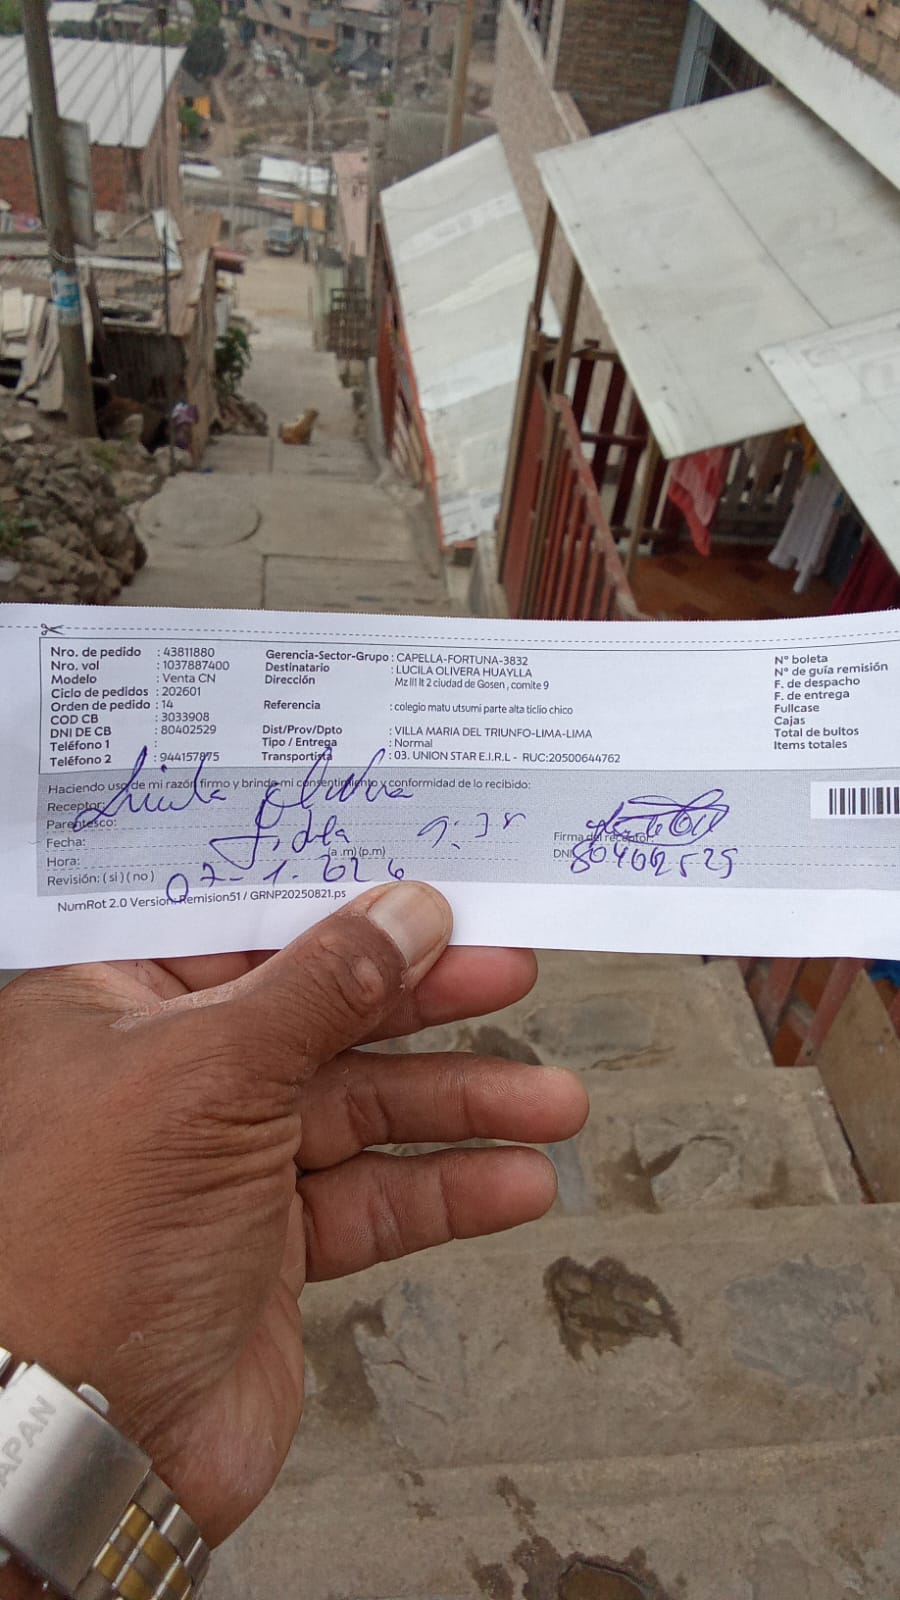 Nro. de pedido : 43811880
Nro. vol : 1037887400
Modelo : Venta CN
Ciclo de pedidos : 202601
Orden de pedido : 14
COD CB : 3033908
DNI DE CB : 80402529
Teléfono 1 :
Teléfono 2 : 944157875
Gerencia-Sector-Grupo : CAPELLA-FORTUNA-3832
Destinatario : LUCILA OLIVERA HUAYLLA
Dirección Mz lll lt 2 ciudad de Gosen , comite 9
Referencia : colegio matu utsumi parte alta ticlio chico
Dist/Prov/Dpto : VILLA MARIA DEL TRIUNFO-LIMA-LIMA
Tipo / Entrega : Normal
Transportista : 03. UNION STAR E.I.R.L - RUC:20500644762
N° boleta
N° de guía remisión
F. de despacho
F. de entrega
Fullcase
Cajas
Total de bultos
Items totales
Haciendo uso de mi razón firmo y brindo mi consentimiento y conformidad de lo recibido:
Receptor: Lucila Olivera
Parentesco:
Fecha:
Hora: (a.m) (p.m)
Revisión: ( si ) ( no ) 07-1.
Firma del receptor:
DNI: 80402529
NumRot 2.0 Version: Remision51 / GRNP20250821.ps
APAN